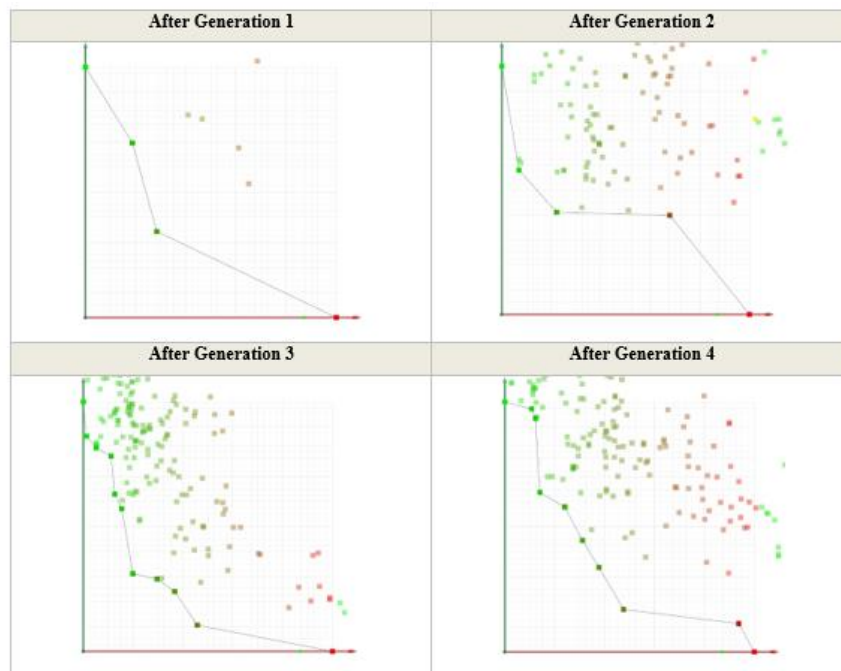 After Generation 1
After Generation 2
After Generation 3
After Generation 4